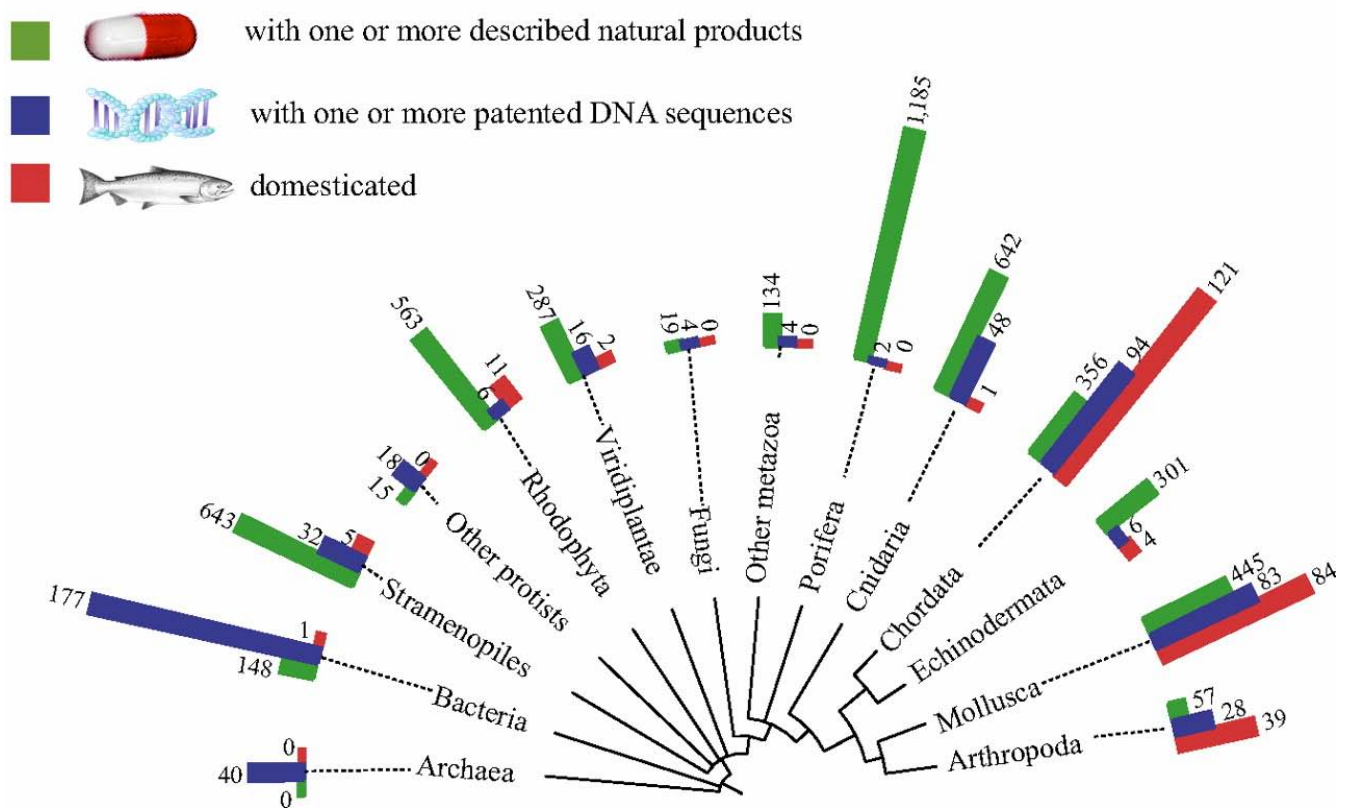 with one or more described natural products
with one or more patented DNA sequences
domesticated
40
0
0
Archaea
177
1
148
Bacteria
643
32
5
Stramenopiles
18
0
15
Other protists
563
6
11
Rhodophyta
287
16
2
Viridiplantae
19
4
0
Fungi
134
4
0
Other metazoa
1,185
2
0
Porifera
642
48
1
Cnidaria
356
94
121
Chordata
301
6
4
Echinodermata
445
83
84
Mollusca
57
28
39
Arthropoda